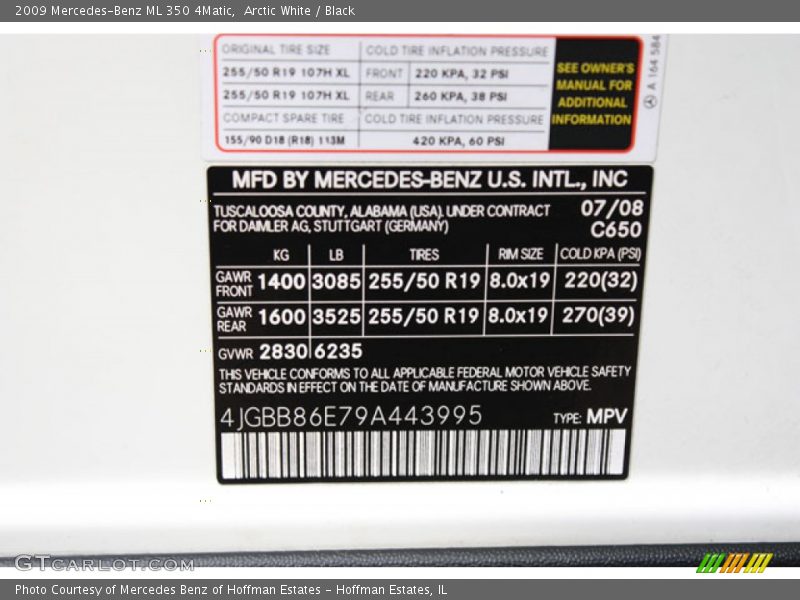 2009 Mercedes-Benz ML 350 4Matic, Arctic White / Black
ORIGINAL TIRE SIZE COLD TIRE INFLATION PRESSURE
255/50 R19 107H XL FRONT 220 KPA, 32 PSI
255/50 R19 107H XL REAR 260 KPA, 38 PSI
COMPACT SPARE TIRE COLD TIRE INFLATION PRESSURE
155/90 D18 (R18) 113M 420 KPA, 60 PSI
SEE OWNER'S
MANUAL FOR
ADDITIONAL
INFORMATION
A 164 584
MFD BY MERCEDES-BENZ U.S. INTL., INC
TUSCALOOSA COUNTY, ALABAMA (USA), UNDER CONTRACT 07/08
FOR DAIMLER AG, STUTTGART (GERMANY) C650
KG LB TIRES RIM SIZE COLD KPA (PSI)
GAWR FRONT 1400 3085 255/50 R19 8.0x19 220(32)
GAWR REAR 1600 3525 255/50 R19 8.0x19 270(39)
GVWR 2830 6235
THIS VEHICLE CONFORMS TO ALL APPLICABLE FEDERAL MOTOR VEHICLE SAFETY
STANDARDS IN EFFECT ON THE DATE OF MANUFACTURE SHOWN ABOVE.
4JGBB86E79A443995 TYPE: MPV
GTCARLOT.COM
Photo Courtesy of Mercedes Benz of Hoffman Estates - Hoffman Estates, IL